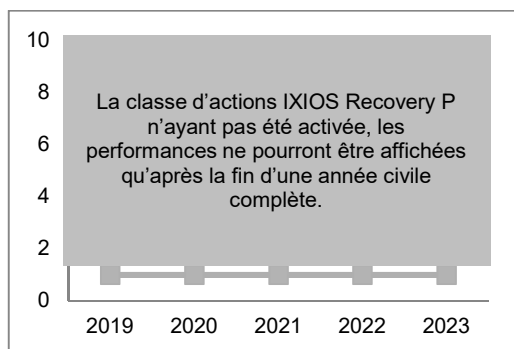 10
8
La classe d’actions IXIOS Recovery P
n’ayant pas été activée, les
6
performances ne pourront être affichées
qu’après la fin d’une année civile
4
complète.
2
0
2019 2020 2021 2022 2023